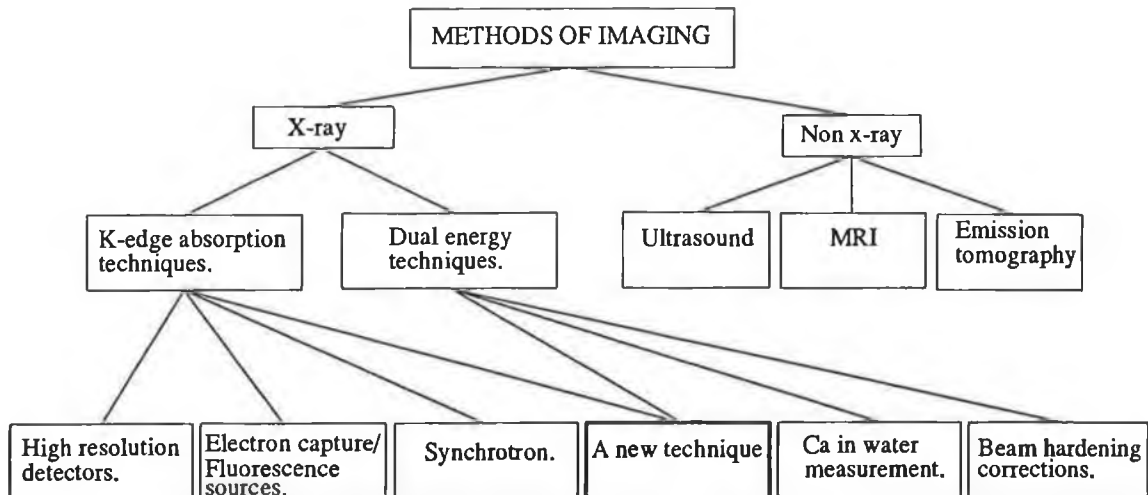 METHODS OF IMAGING
X-ray
Non x-ray
K-edge absorption
techniques.
Dual energy
techniques.
Ultrasound
MRI
Emission
tomography
High resolution
detectors.
Electron capture/
Fluorescence
sources.
Synchrotron.
A new technique
Ca in water
measurement.
Beam hardening
corrections.